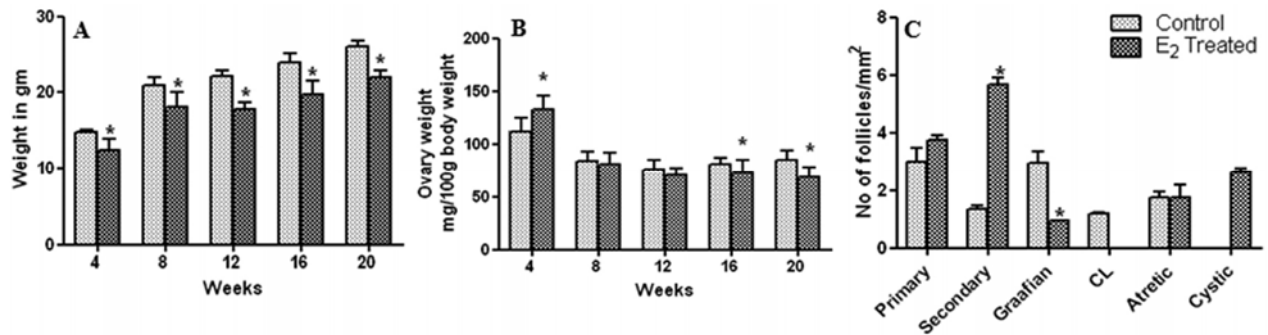 A
Weight in gm
30
20
10
0
*
*
*
*
*
4 8 12 16 20
Weeks
B
Ovary weight
mg/100g body weight
200
150
100
50
0
*
*
*
4 8 12 16 20
Weeks
C
No of follicles/mm²
8
6
4
2
0
Control
E₂ Treated
*
*
Primary
Secondary
Graafian
CL
Atretic
Cystic